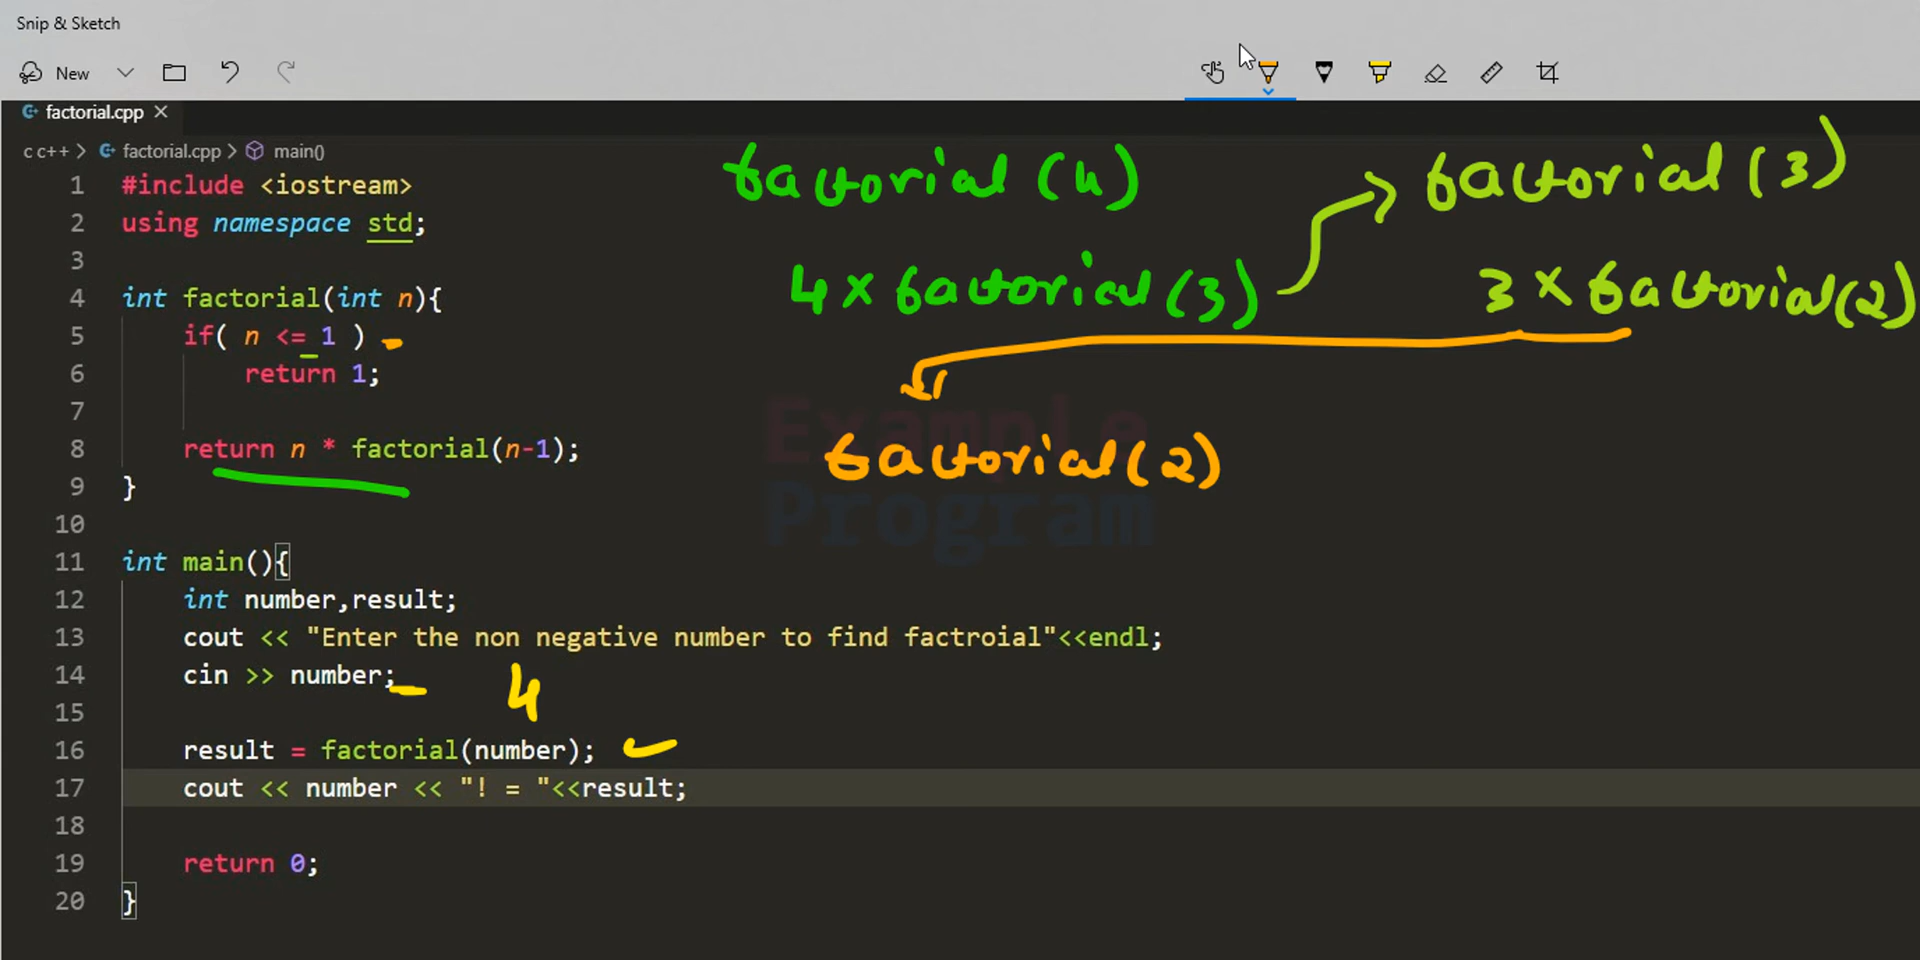 Snip & Sketch
New
factorial.cpp
c c++ > factorial.cpp > main()
1 #include <iostream>
2 using namespace std;
3
4 int factorial(int n){
5 if( n <= 1 )
6 return 1;
7
8 return n * factorial(n-1);
9 }
10
11 int main(){
12 int number,result;
13 cout << "Enter the non negative number to find factroial"<<endl;
14 cin >> number;
15
16 result = factorial(number);
17 cout << number << "! = "<<result;
18
19 return 0;
20 }
factorial (4)
4 x factorial (3)
factorial (3)
3 x factorial(2)
factorial (2)
4
Example
Program